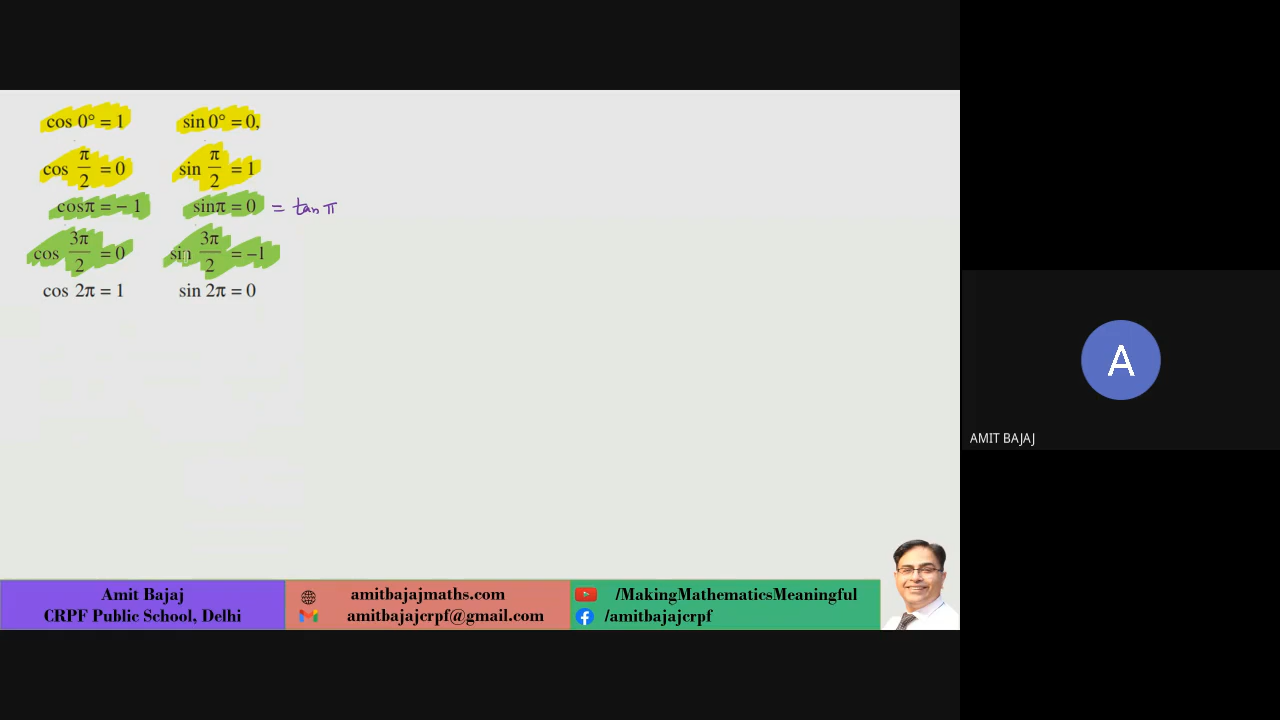 cos 0° = 1 sin 0° = 0,
cos π/2 = 0 sin π/2 = 1
cosπ = − 1 sinπ = 0 = tan π
cos 3π/2 = 0 sin 3π/2 = −1
cos 2π = 1 sin 2π = 0
A
AMIT BAJAJ
Amit Bajaj
CRPF Public School, Delhi
amitbajajmaths.com
amitbajajcrpf@gmail.com
/MakingMathematicsMeaningful
/amitbajajcrpf